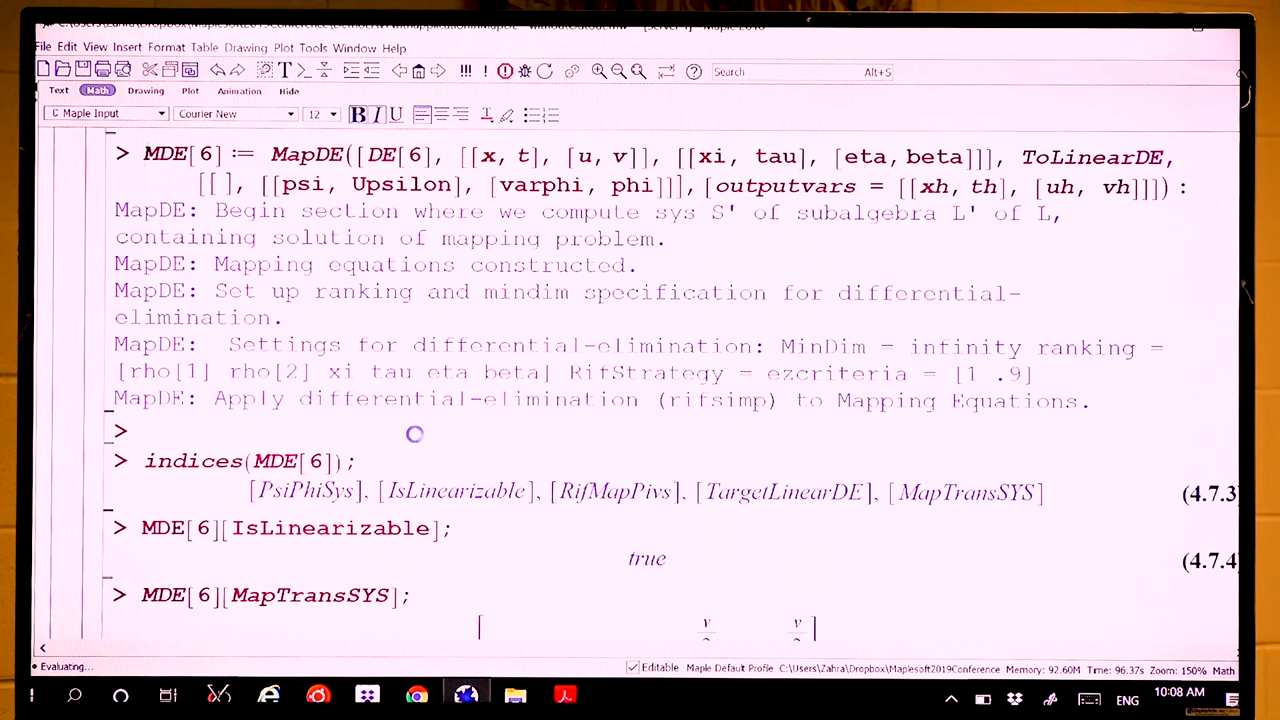 File Edit View Insert Format Table Drawing Plot Tools Window Help
Search Alt+S
Text Math Drawing Plot Animation Hide
C Maple Input Courier New 12 B I U
> MDE[6] := MapDE([DE[6], [[x, t], [u, v]], [[xi, tau], [eta, beta]]], ToLinearDE,
[[ ], [[psi, Upsilon], [varphi, phi]]], [outputvars = [[xh, th], [uh, vh]]]) :
MapDE: Begin section where we compute sys S' of subalgebra L' of L,
containing solution of mapping problem.
MapDE: Mapping equations constructed.
MapDE: Set up ranking and mindim specification for differential-
elimination.
MapDE: Settings for differential-elimination: MinDim = infinity ranking =
[rho[1] rho[2] xi tau eta beta] RifStrategy = ezcriteria = [1 .9]
MapDE: Apply differential-elimination (rifsimp) to Mapping Equations.
>
> indices(MDE[6]);
[PsiPhiSys], [IsLinearizable], [RifMapPivs], [TargetLinearDE], [MapTransSYS] (4.7.3)
> MDE[6][IsLinearizable];
true (4.7.4)
> MDE[6][MapTransSYS];
v v
Evaluating... Editable Maple Default Profile C:\Users\Zahra\Dropbox\Maplesoft2019Conference Memory: 92.60M Time: 96.37s Zoom: 150% Math
ENG 10:08 AM